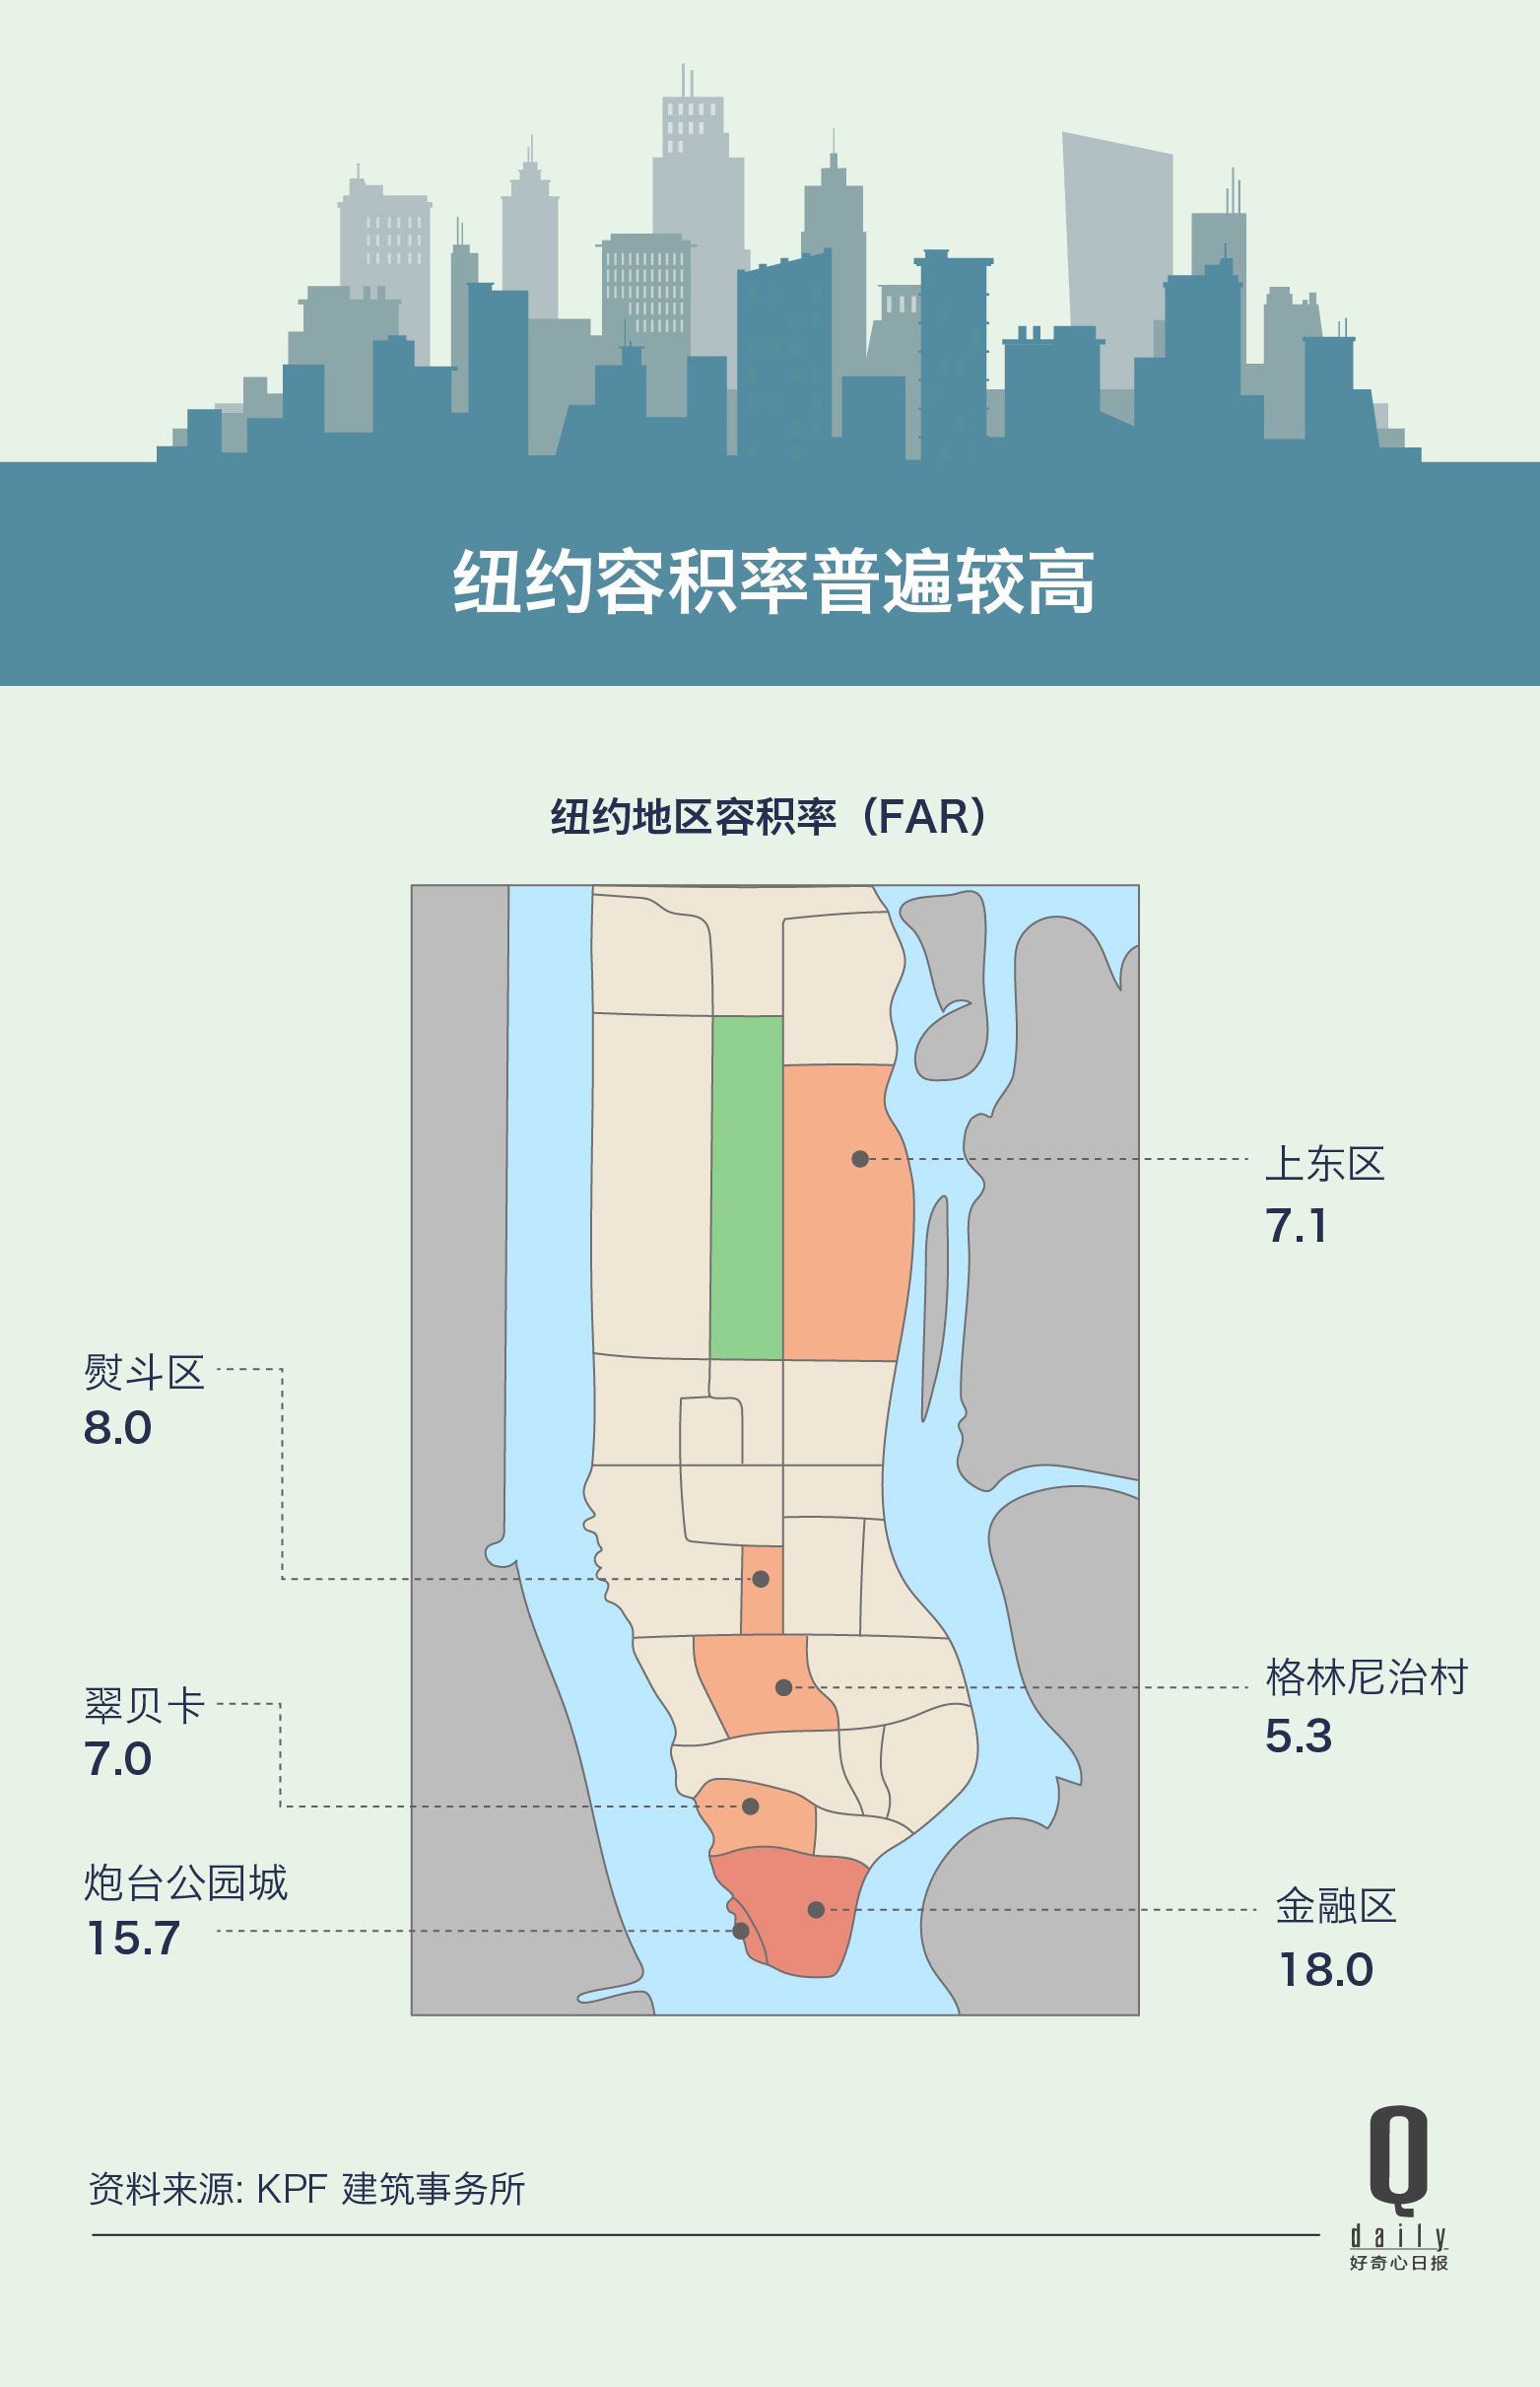 纽约容积率普遍较高
纽约地区容积率（FAR）
上东区
7.1
熨斗区
8.0
格林尼治村
5.3
翠贝卡
7.0
炮台公园城
15.7
金融区
18.0
资料来源: KPF 建筑事务所
Q
daily
好奇心日报